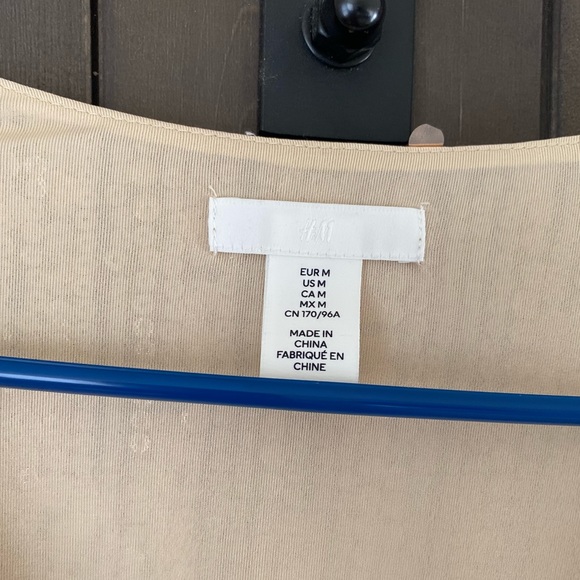 EUR M
US M
CA M
MX M
CN 170/96A
MADE IN
CHINA
FABRIQUÉ EN
CHINE